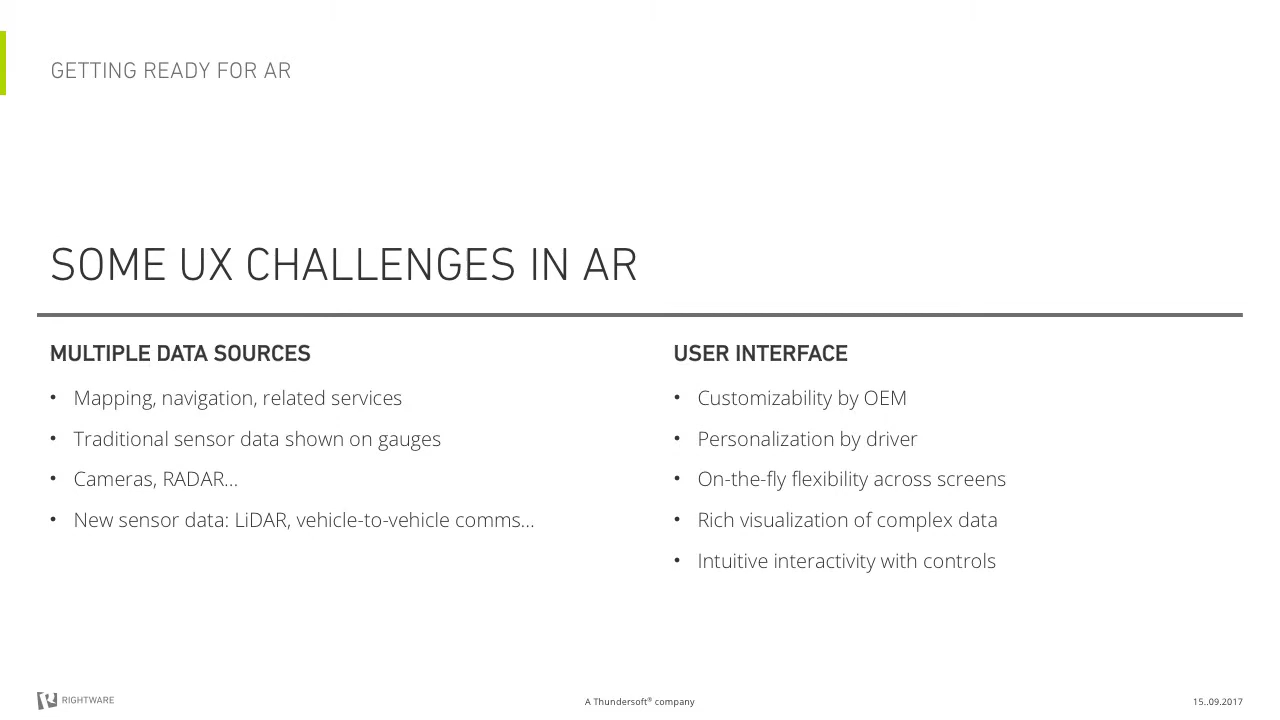 GETTING READY FOR AR
SOME UX CHALLENGES IN AR
MULTIPLE DATA SOURCES
• Mapping, navigation, related services
• Traditional sensor data shown on gauges
• Cameras, RADAR...
• New sensor data: LiDAR, vehicle-to-vehicle comms...
USER INTERFACE
• Customizability by OEM
• Personalization by driver
• On-the-fly flexibility across screens
• Rich visualization of complex data
• Intuitive interactivity with controls
RIGHTWARE
A Thundersoft® company
15..09.2017